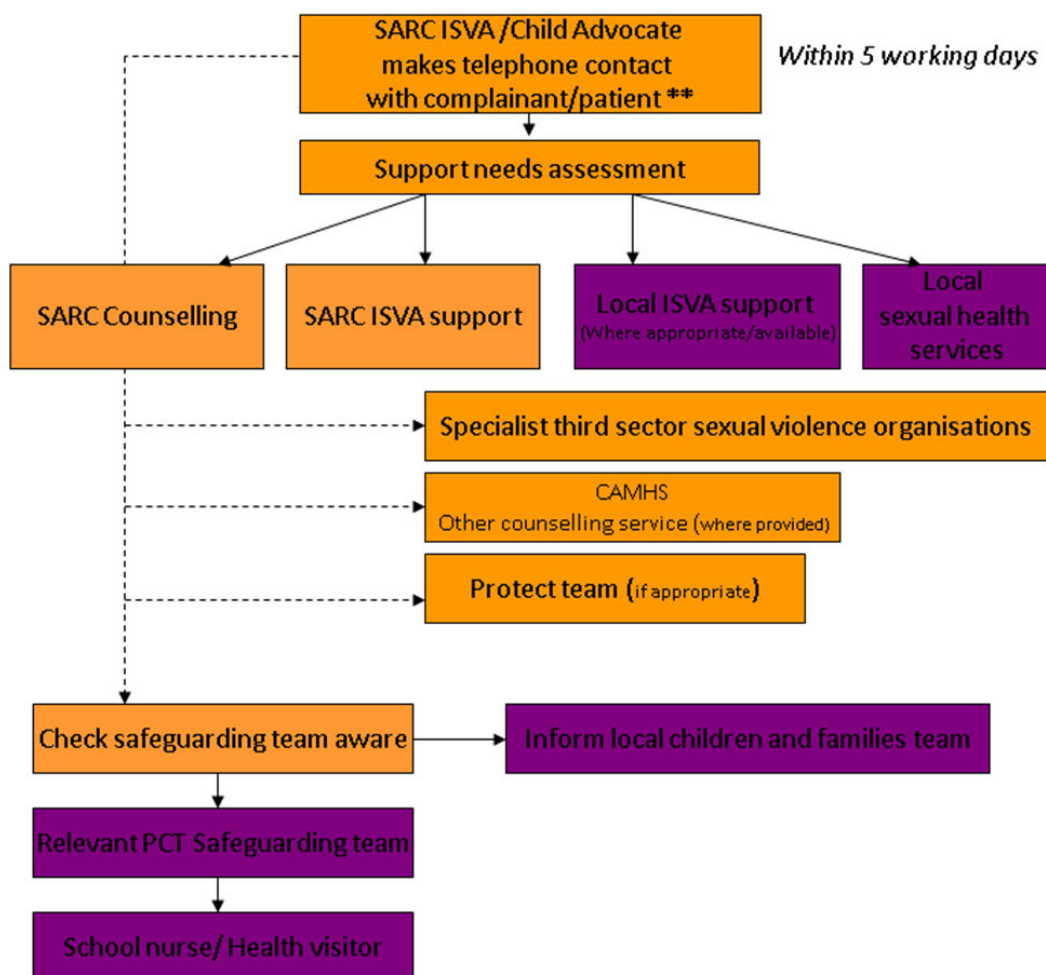 SARC ISVA /Child Advocate
makes telephone contact
with complainant/patient **
Within 5 working days
Support needs assessment
SARC Counselling
SARC ISVA support
Local ISVA support
(Where appropriate/available)
Local
sexual health
services
Specialist third sector sexual violence organisations
CAMHS
Other counselling service (where provided)
Protect team (if appropriate)
Check safeguarding team aware
Inform local children and families team
Relevant PCT Safeguarding team
School nurse/ Health visitor